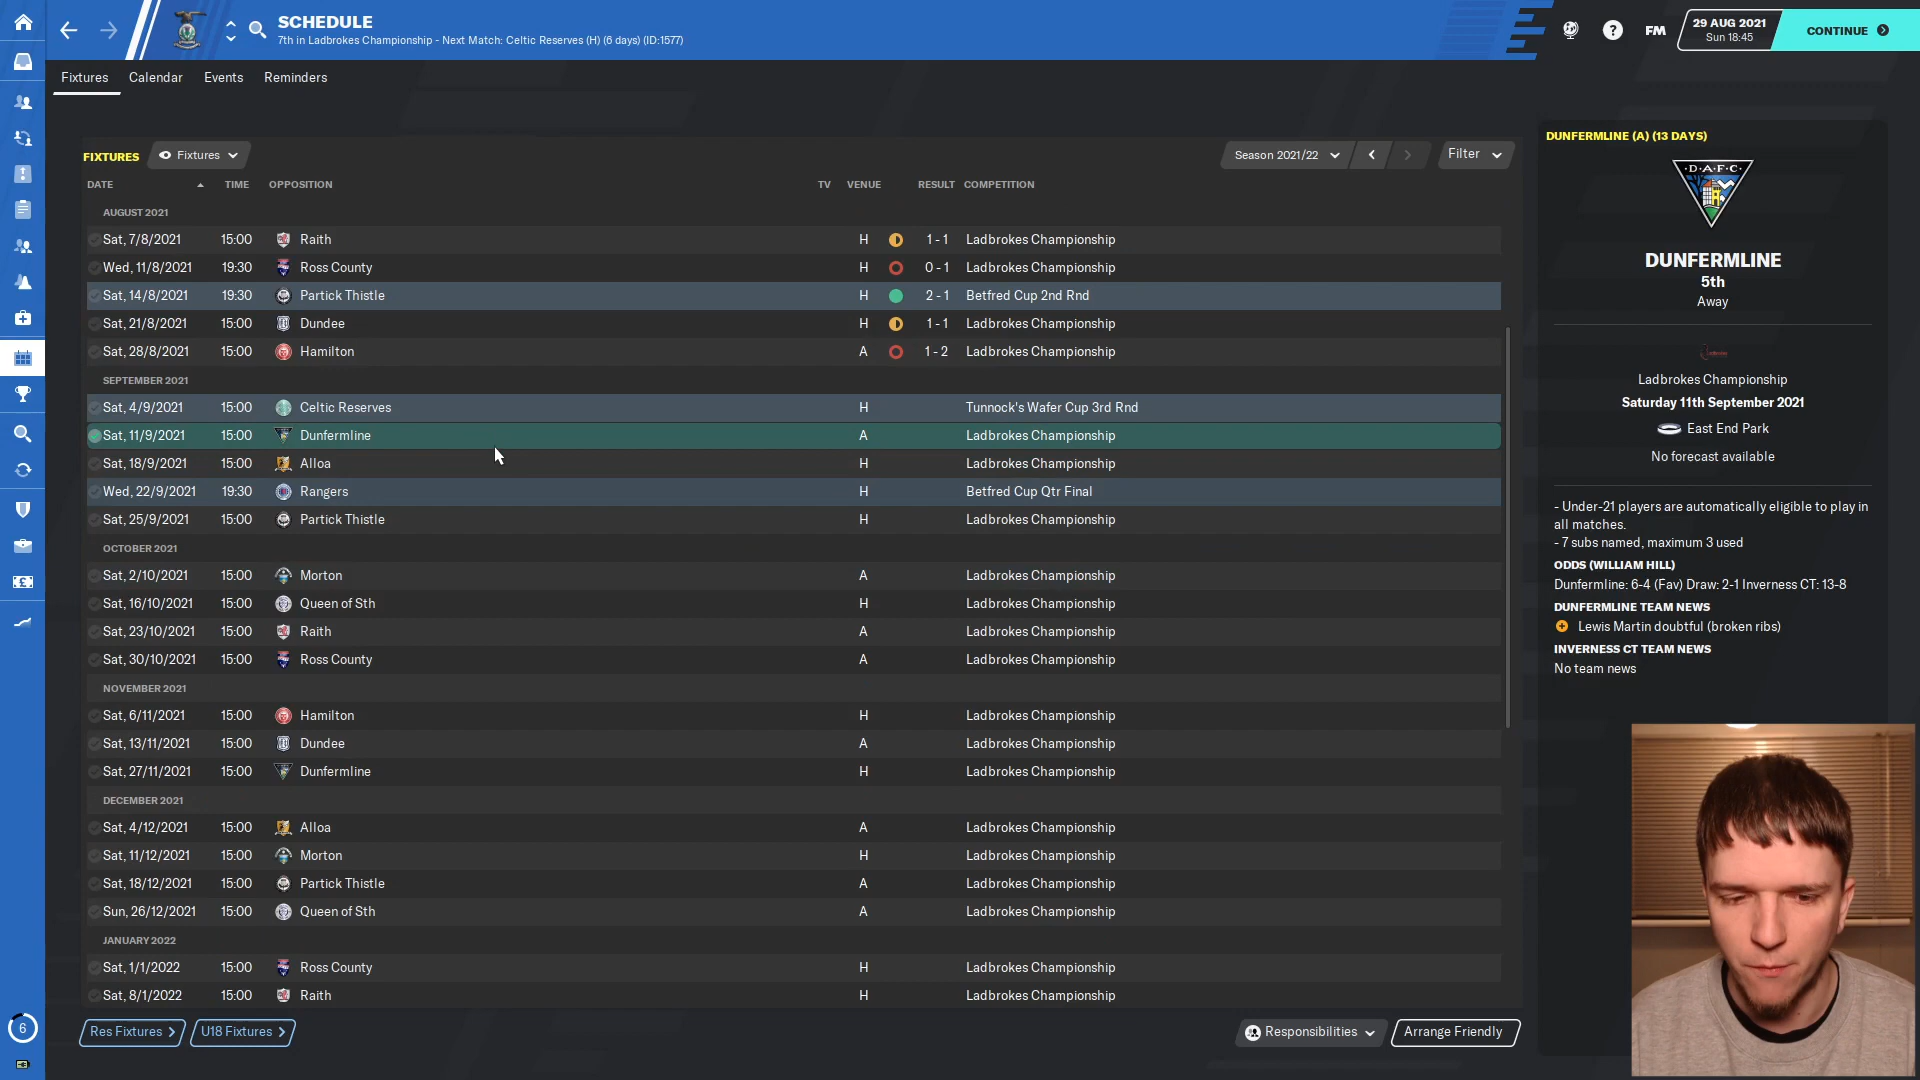 SCHEDULE
7th in Ladbrokes Championship - Next Match: Celtic Reserves (H) (6 days) (ID:1577)
FM
29 AUG 2021
Sun 18:45
CONTINUE
Fixtures Calendar Events Reminders
FIXTURES Fixtures Season 2021/22 Filter
DATE TIME OPPOSITION TV VENUE RESULT COMPETITION
AUGUST 2021
Sat, 7/8/2021 15:00 Raith H 1 - 1 Ladbrokes Championship
Wed, 11/8/2021 19:30 Ross County H 0 - 1 Ladbrokes Championship
Sat, 14/8/2021 19:30 Partick Thistle H 2 - 1 Betfred Cup 2nd Rnd
Sat, 21/8/2021 15:00 Dundee H 1 - 1 Ladbrokes Championship
Sat, 28/8/2021 15:00 Hamilton A 1 - 2 Ladbrokes Championship
SEPTEMBER 2021
Sat, 4/9/2021 15:00 Celtic Reserves H Tunnock's Wafer Cup 3rd Rnd
Sat, 11/9/2021 15:00 Dunfermline A Ladbrokes Championship
Sat, 18/9/2021 15:00 Alloa H Ladbrokes Championship
Wed, 22/9/2021 19:30 Rangers H Betfred Cup Qtr Final
Sat, 25/9/2021 15:00 Partick Thistle H Ladbrokes Championship
OCTOBER 2021
Sat, 2/10/2021 15:00 Morton A Ladbrokes Championship
Sat, 16/10/2021 15:00 Queen of Sth H Ladbrokes Championship
Sat, 23/10/2021 15:00 Raith A Ladbrokes Championship
Sat, 30/10/2021 15:00 Ross County A Ladbrokes Championship
NOVEMBER 2021
Sat, 6/11/2021 15:00 Hamilton H Ladbrokes Championship
Sat, 13/11/2021 15:00 Dundee A Ladbrokes Championship
Sat, 27/11/2021 15:00 Dunfermline H Ladbrokes Championship
DECEMBER 2021
Sat, 4/12/2021 15:00 Alloa A Ladbrokes Championship
Sat, 11/12/2021 15:00 Morton H Ladbrokes Championship
Sat, 18/12/2021 15:00 Partick Thistle A Ladbrokes Championship
Sun, 26/12/2021 15:00 Queen of Sth A Ladbrokes Championship
JANUARY 2022
Sat, 1/1/2022 15:00 Ross County H Ladbrokes Championship
Sat, 8/1/2022 15:00 Raith H Ladbrokes Championship
6
Res Fixtures U18 Fixtures Responsibilities Arrange Friendly
DUNFERMLINE (A) (13 DAYS)
D.A.F.C
DUNFERMLINE
5th
Away
Ladbrokes Championship
Saturday 11th September 2021
East End Park
No forecast available
- Under-21 players are automatically eligible to play in
all matches.
- 7 subs named, maximum 3 used
ODDS (WILLIAM HILL)
Dunfermline: 6-4 (Fav) Draw: 2-1 Inverness CT: 13-8
DUNFERMLINE TEAM NEWS
Lewis Martin doubtful (broken ribs)
INVERNESS CT TEAM NEWS
No team news